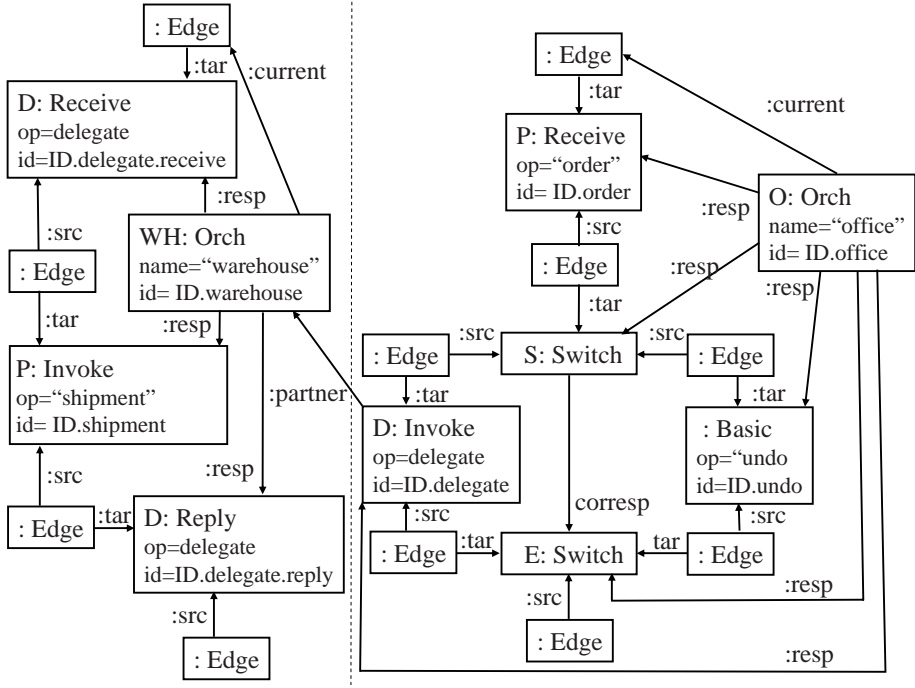 : Edge
:tar
:current
D: Receive
op=delegate
id=ID.delegate.receive
:resp
:src
WH: Orch
name=“warehouse”
id= ID.warehouse
: Edge
:tar
:resp
P: Invoke
op=“shipment”
id= ID.shipment
:partner
:src
:resp
: Edge
:tar
D: Reply
op=delegate
id=ID.delegate.reply
:src
: Edge
: Edge
:tar
:current
P: Receive
op=“order”
id= ID.order
:resp
O: Orch
name=“office”
id= ID.office
:src
: Edge
:resp
:resp
:tar
:src
:src
: Edge
S: Switch
: Edge
:tar
:tar
D: Invoke
op=delegate
id=ID.delegate
: Basic
op=“undo
id=ID.undo
corresp
:src
:src
: Edge
:tar
E: Switch
tar
: Edge
:src
:resp
: Edge
:resp